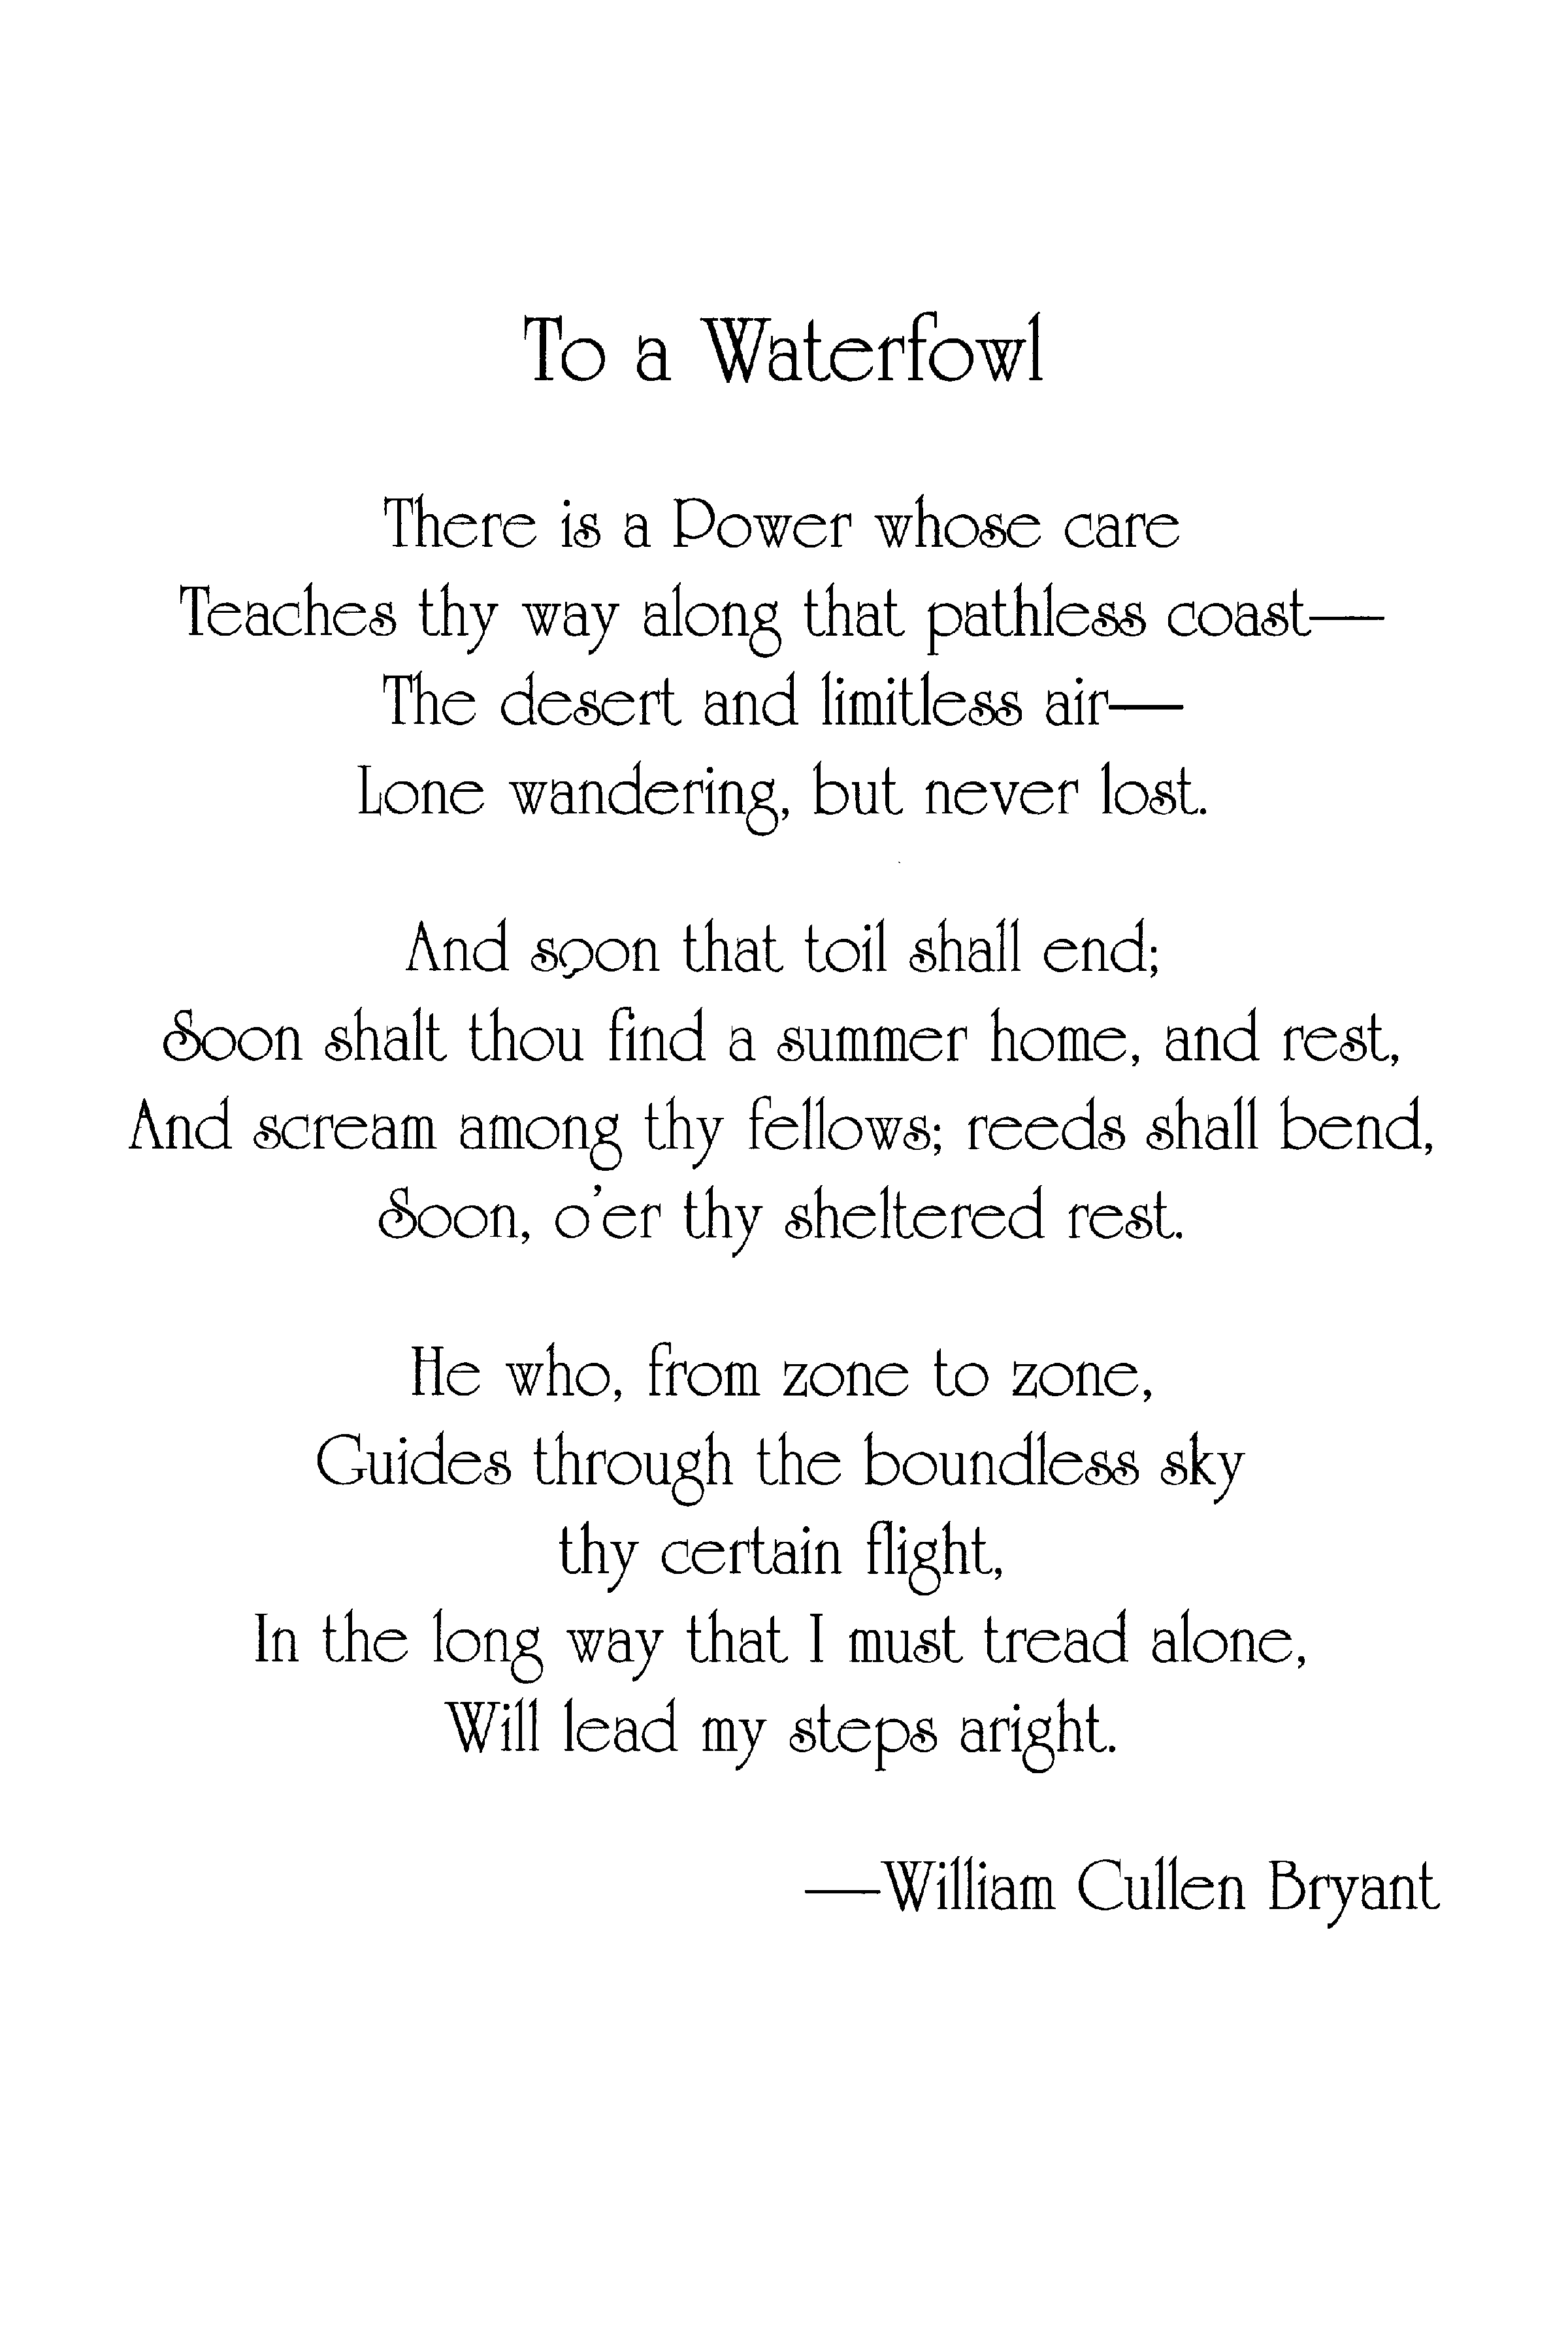 To a Waterfowl
There is a Power whose care
Teaches thy way along that pathless coast—
The desert and limitless air—
Lone wandering, but never lost.
And soon that toil shall end;
Soon shalt thou find a summer home, and rest,
And scream among thy fellows; reeds shall bend,
Soon, o'er thy sheltered rest.
He who, from zone to zone,
Guides through the boundless sky
thy certain flight,
In the long way that I must tread alone,
Will lead my steps aright.
—William Cullen Bryant